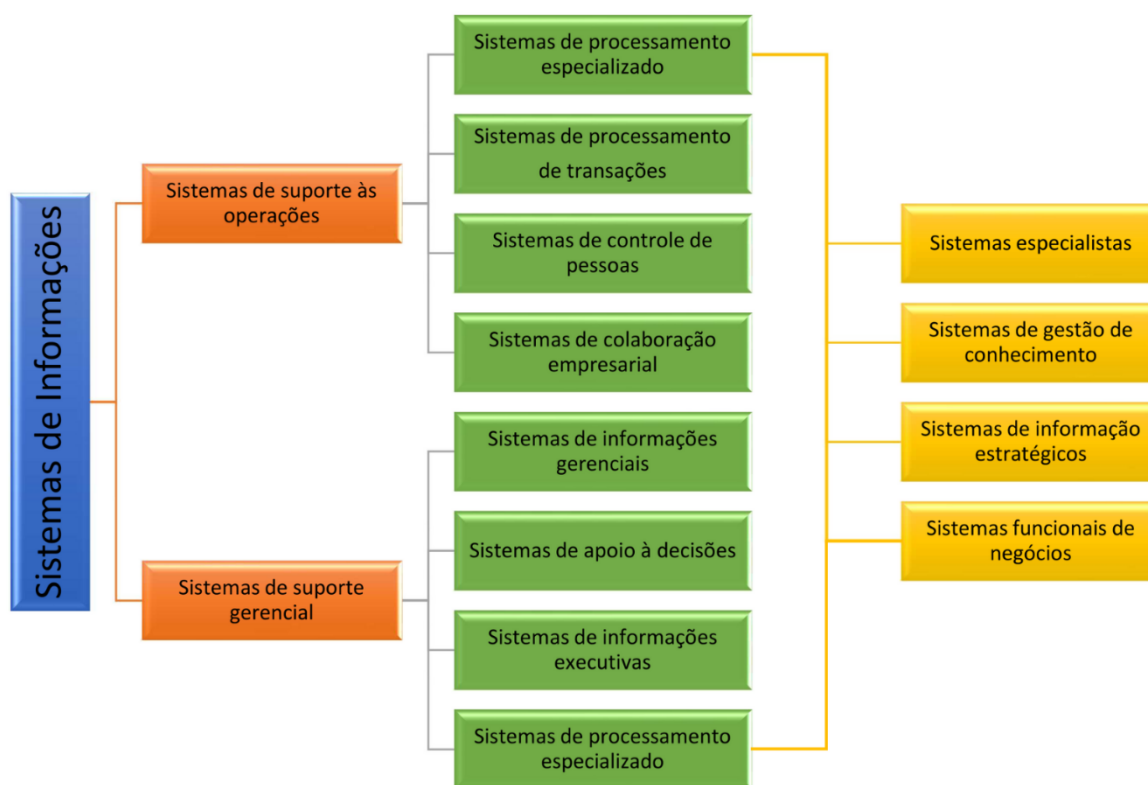 Sistemas de Informações
Sistemas de suporte às
operações
Sistemas de suporte
gerencial
Sistemas de processamento
especializado
Sistemas de processamento
de transações
Sistemas de controle de
pessoas
Sistemas de colaboração
empresarial
Sistemas de informações
gerenciais
Sistemas de apoio à decisões
Sistemas de informações
executivas
Sistemas de processamento
especializado
Sistemas especialistas
Sistemas de gestão de
conhecimento
Sistemas de informação
estratégicos
Sistemas funcionais de
negócios